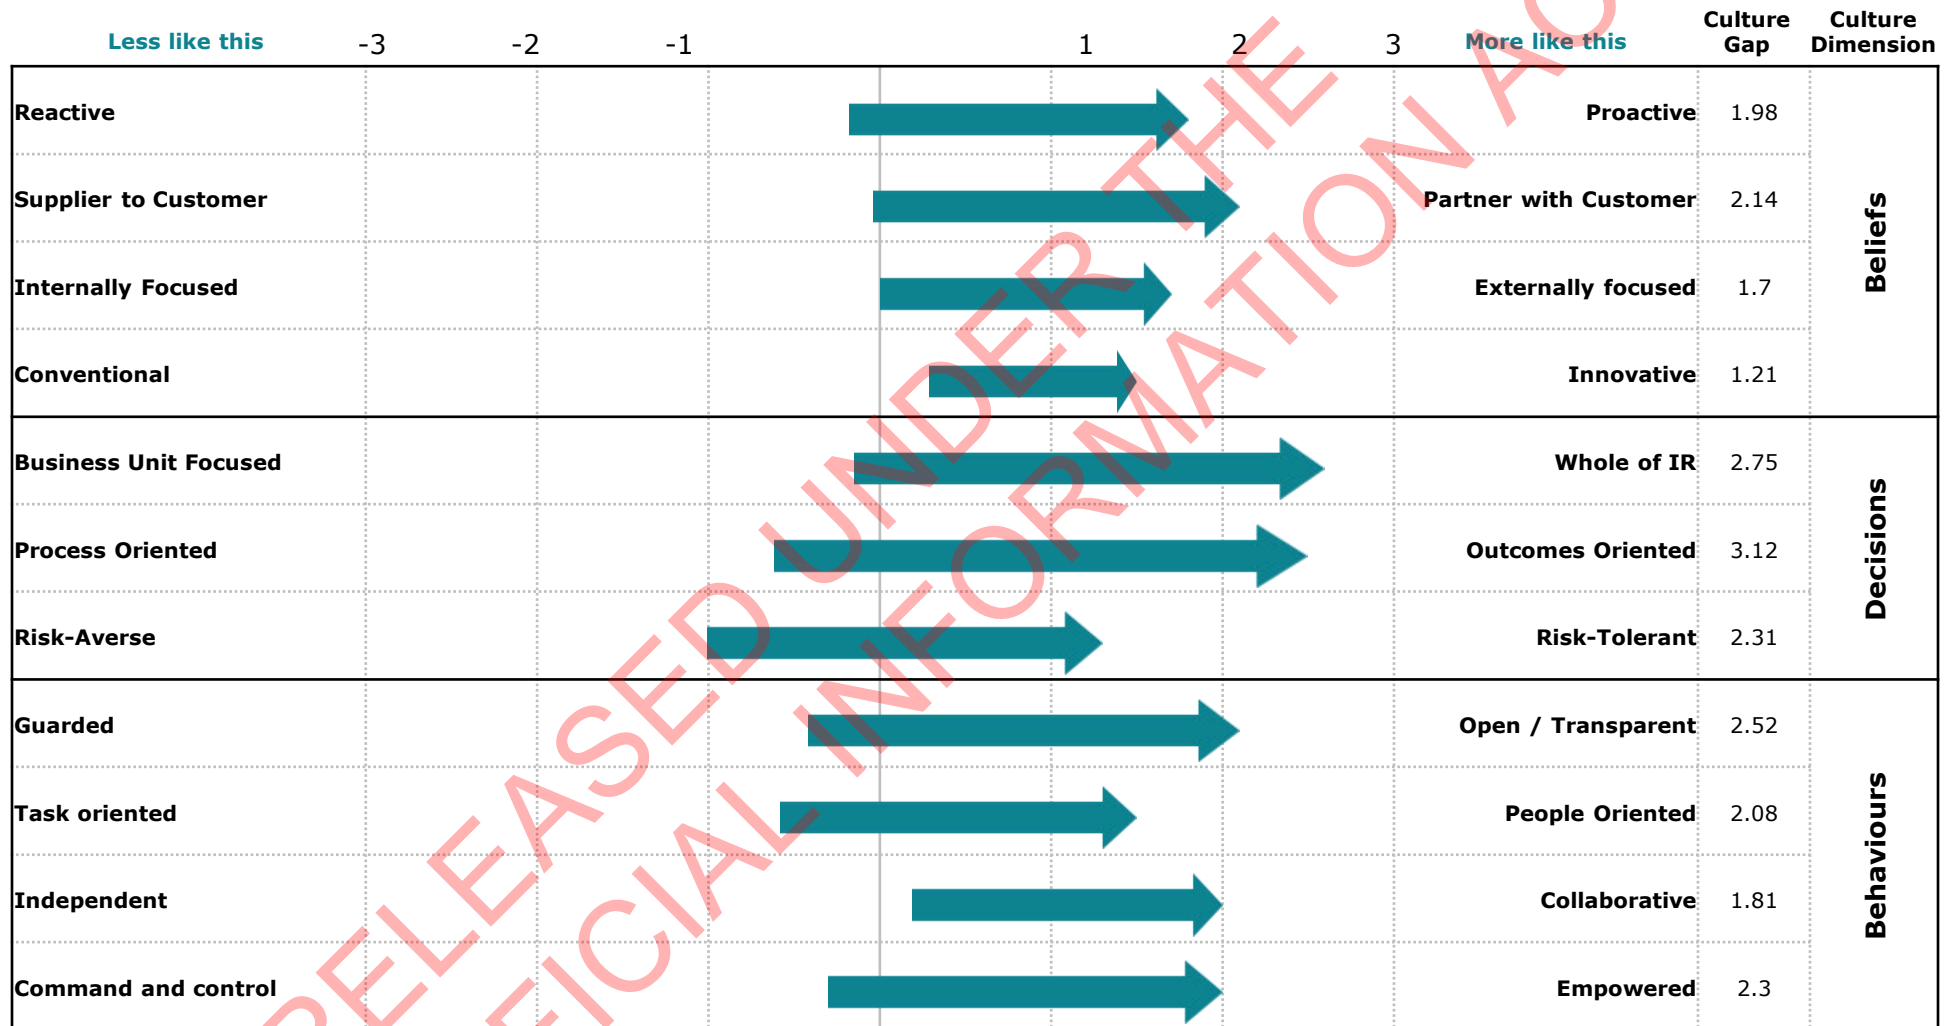 Less like this -3 -2 -1 1 2 3 More like this Culture Gap Culture Dimension
Reactive Proactive 1.98
Supplier to Customer Partner with Customer 2.14
Internally Focused Externally focused 1.7
Conventional Innovative 1.21
Beliefs
Business Unit Focused Whole of IR 2.75
Process Oriented Outcomes Oriented 3.12
Risk-Averse Risk-Tolerant 2.31
Decisions
Guarded Open / Transparent 2.52
Task oriented People Oriented 2.08
Independent Collaborative 1.81
Command and control Empowered 2.3
Behaviours
RELEASED UNDER THE
INFORMATION